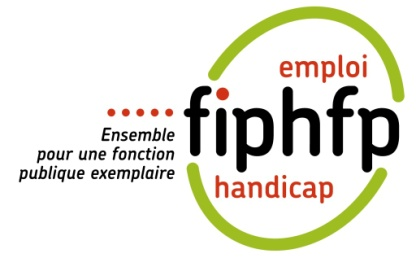 emploi
fiphfp
handicap
Ensemble
pour une fonction
publique exemplaire